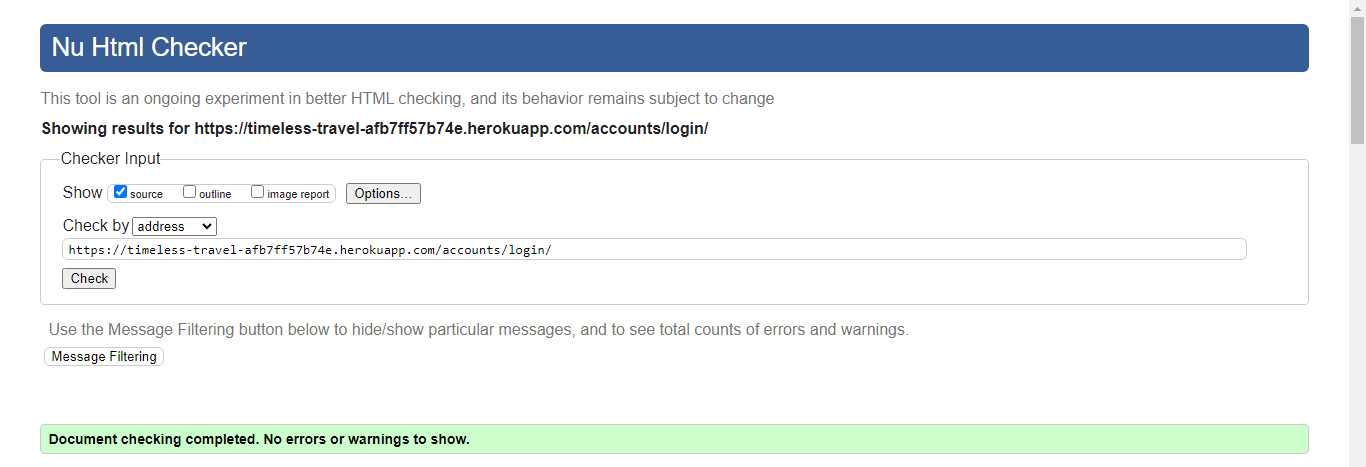 Nu Html Checker
This tool is an ongoing experiment in better HTML checking, and its behavior remains subject to change
Showing results for https://timeless-travel-afb7ff57b74e.herokuapp.com/accounts/login/
Checker Input
Show source outline image report Options...
Check by address
https://timeless-travel-afb7ff57b74e.herokuapp.com/accounts/login/
Check
Use the Message Filtering button below to hide/show particular messages, and to see total counts of errors and warnings.
Message Filtering
Document checking completed. No errors or warnings to show.